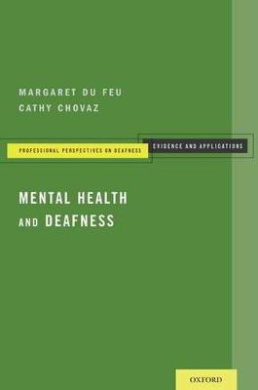 MARGARET DU FEU
CATHY CHOVAZ
PROFESSIONAL PERSPECTIVES ON DEAFNESS
EVIDENCE AND APPLICATIONS
MENTAL HEALTH
AND DEAFNESS
OXFORD